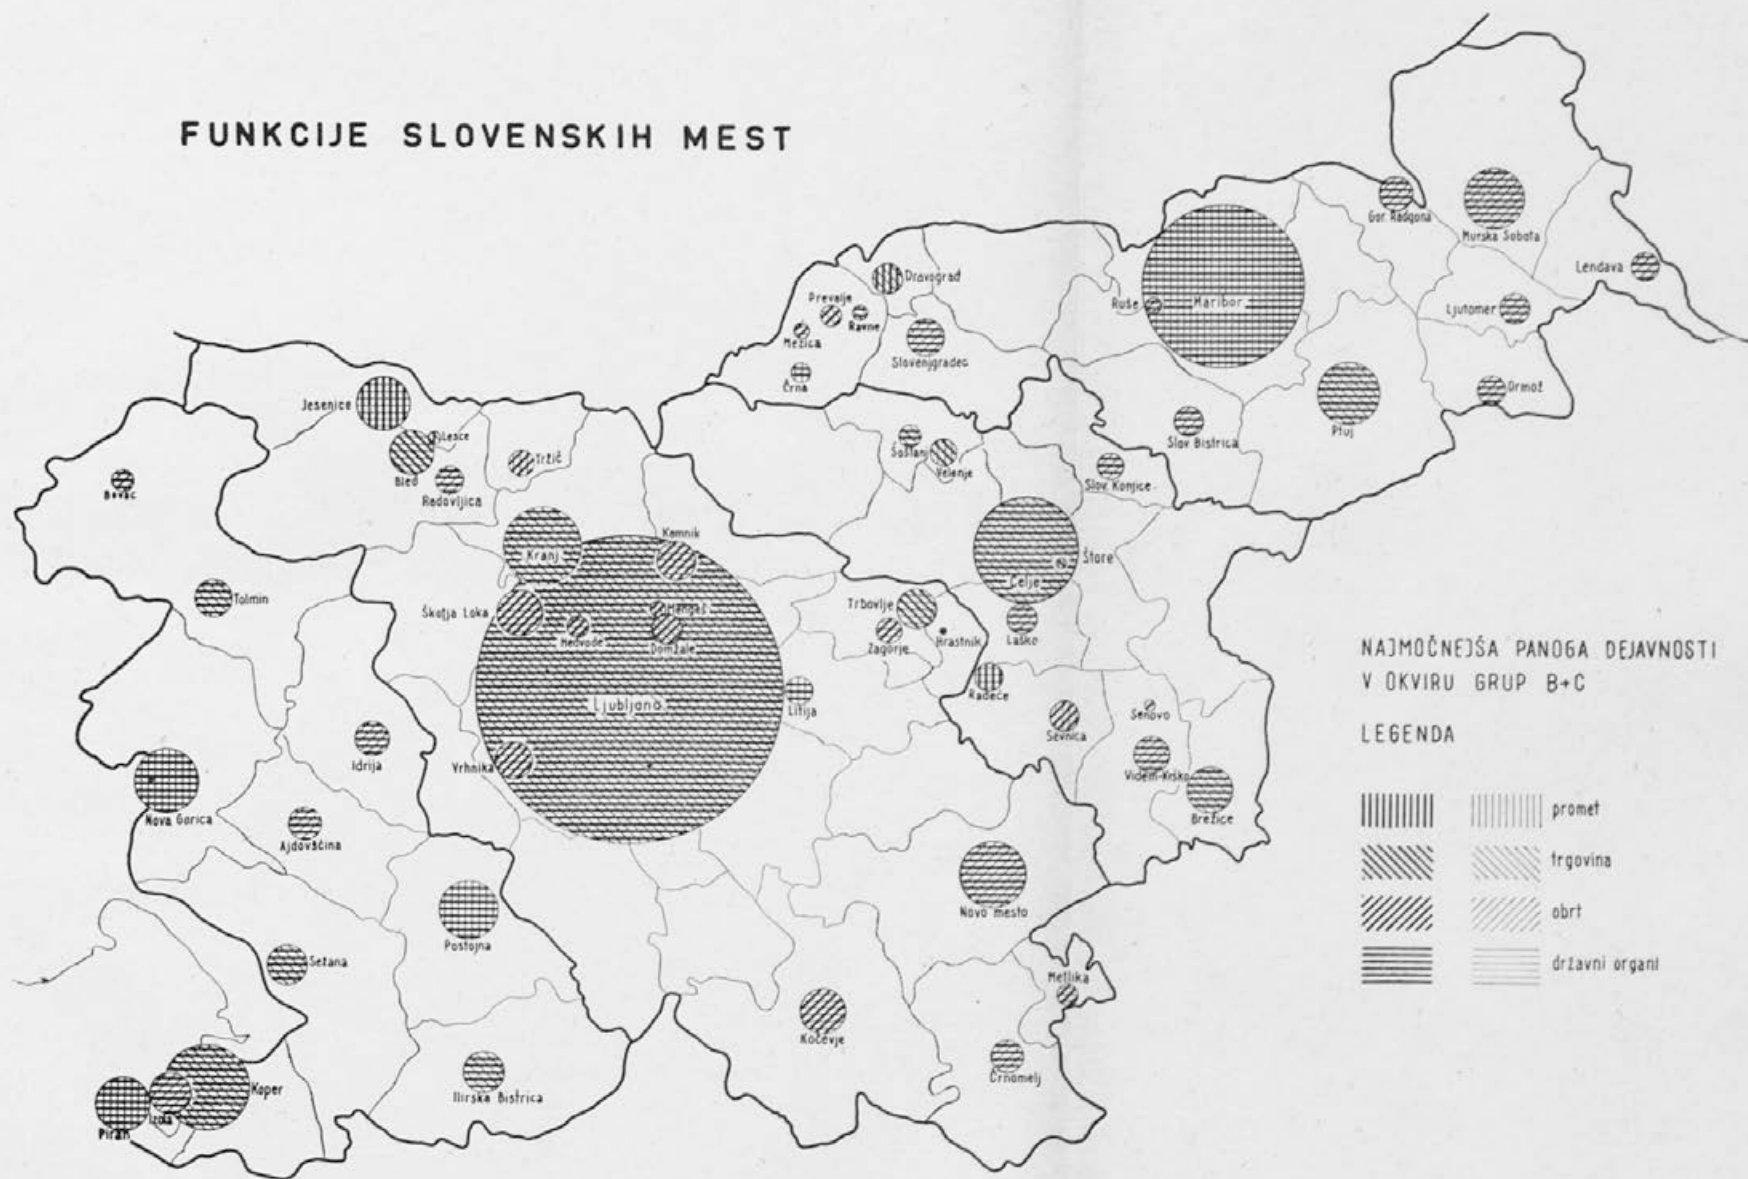 FUNKCIJE SLOVENSKIH MEST
Gor. Radgona
Murska Sobota
Lendava
Dravograd
Prevalje
Ravne
Mežica
Črna
Slovenjgradec
Ruše
Maribor
Ljutomer
Ormož
Ptuj
Slov Bistrica
Jesenice
Lesce
Bled
Radovljica
Tržič
Šoštanj
Velenje
Slov. Konjice
Bovec
Kranj
Kamnik
Celje
Štore
Tolmin
Škofja Loka
Medvode
Mengeš
Domžale
Trbovlje
Zagorje
Hrastnik
Laško
Ljubljana
Litija
Radeče
Sevnica
Senovo
Videm-Krško
Brežice
Vrhnika
Idrija
Nova Gorica
Ajdovščina
Postojna
Novo mesto
Sežana
Metlika
Kočevje
Črnomelj
Koper
Izola
Piran
Ilirska Bistrica
NAJMOČNEJŠA PANOGA DEJAVNOSTI
V OKVIRU GRUP B+C
LEGENDA
promet
trgovina
obrt
državni organi